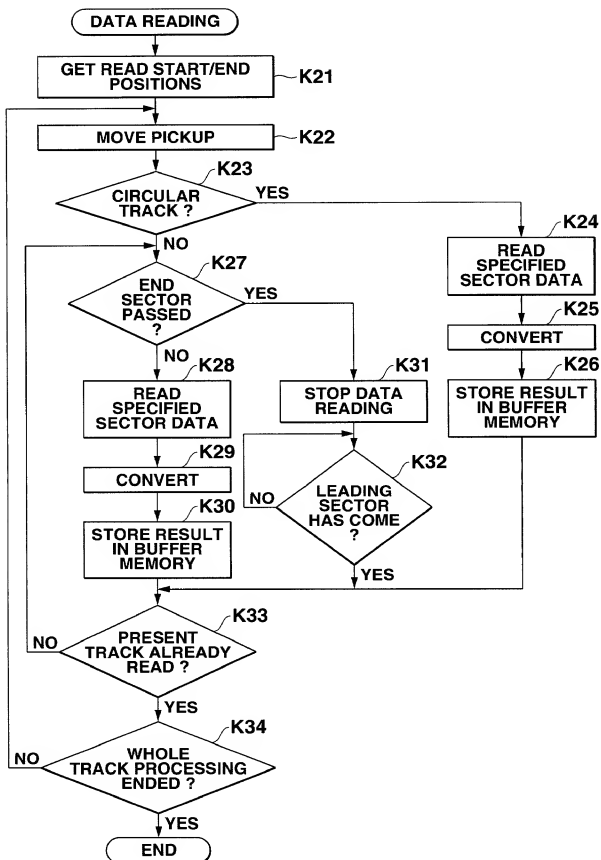 DATA READING
GET READ START/END
POSITIONS
K21
MOVE PICKUP
K22
K23
CIRCULAR
TRACK ?
YES
NO
K24
READ
SPECIFIED
SECTOR DATA
K25
CONVERT
K26
STORE RESULT
IN BUFFER
MEMORY
K27
END
SECTOR
PASSED
?
YES
NO
K28
READ
SPECIFIED
SECTOR DATA
K29
CONVERT
K30
STORE RESULT
IN BUFFER
MEMORY
K31
STOP DATA
READING
K32
LEADING
SECTOR
HAS COME
?
NO
YES
K33
PRESENT
TRACK ALREADY
READ ?
NO
YES
K34
WHOLE
TRACK PROCESSING
ENDED ?
NO
YES
END